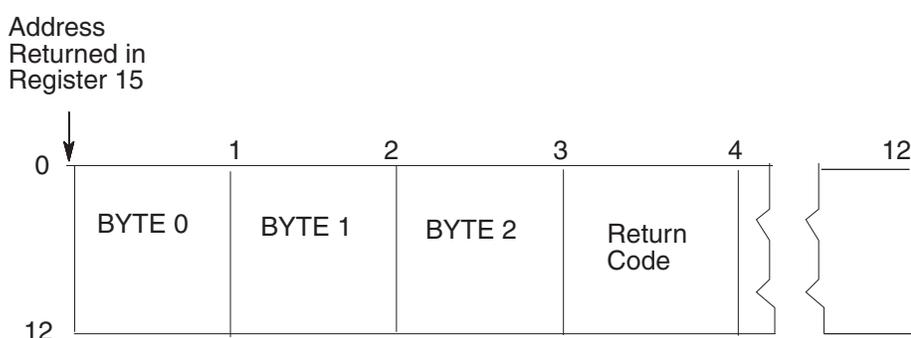 Address
Returned in
Register 15
1 2 3 4 12
0
BYTE 0 BYTE 1 BYTE 2 Return
Code
12